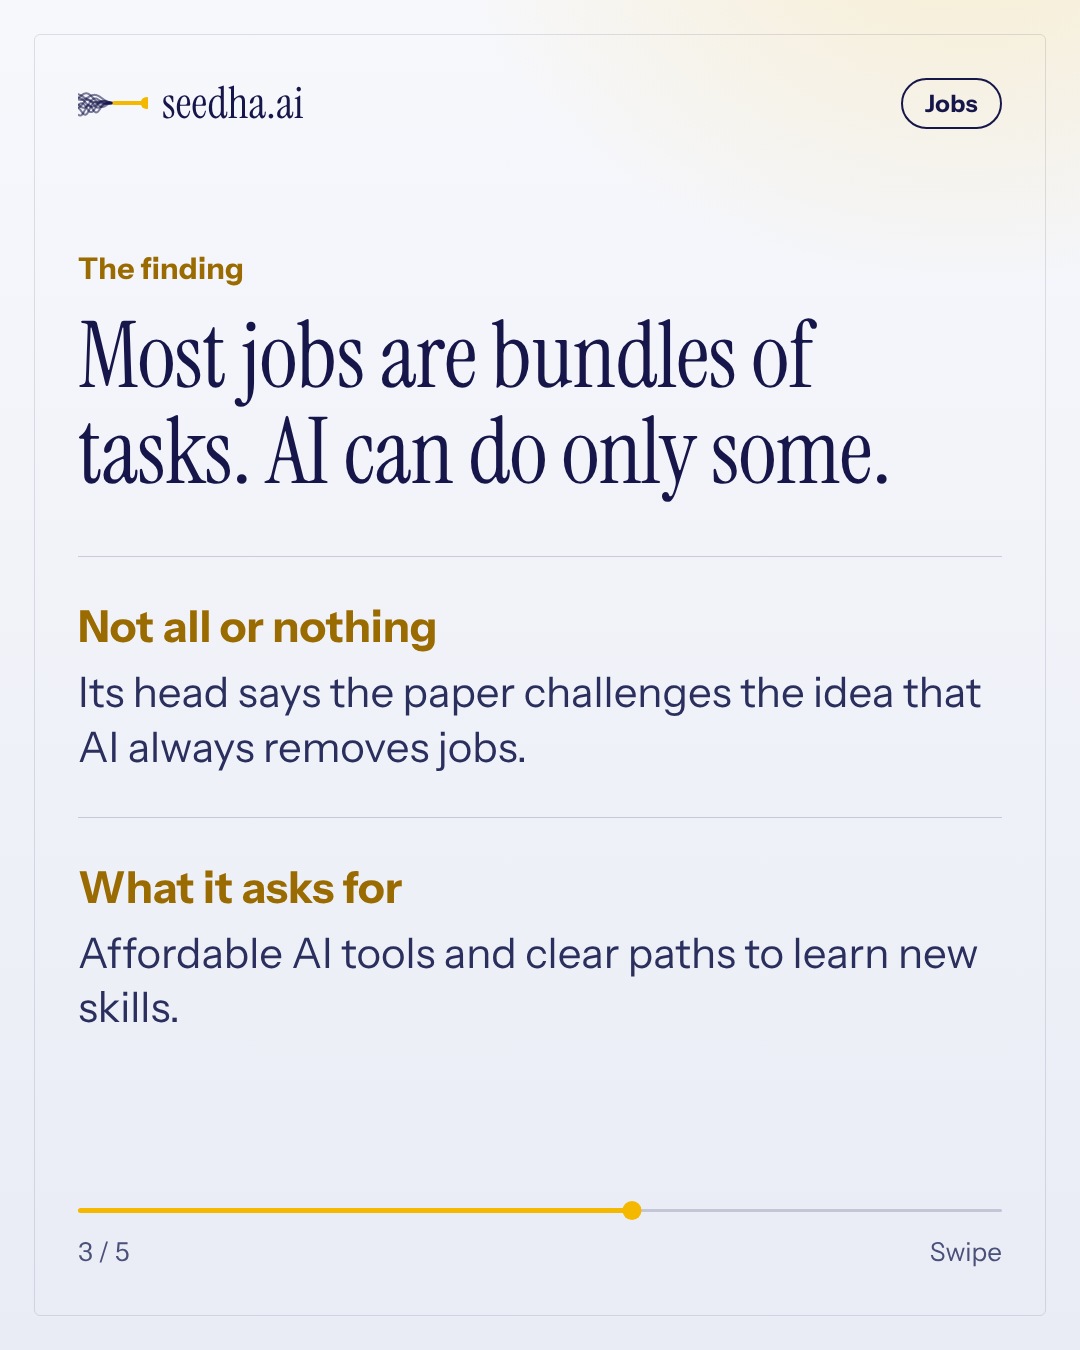 seedha.ai
Jobs
The finding
Most jobs are bundles of
tasks. AI can do only some.
Not all or nothing
Its head says the paper challenges the idea that
AI always removes jobs.
What it asks for
Affordable AI tools and clear paths to learn new
skills.
3 / 5
Swipe